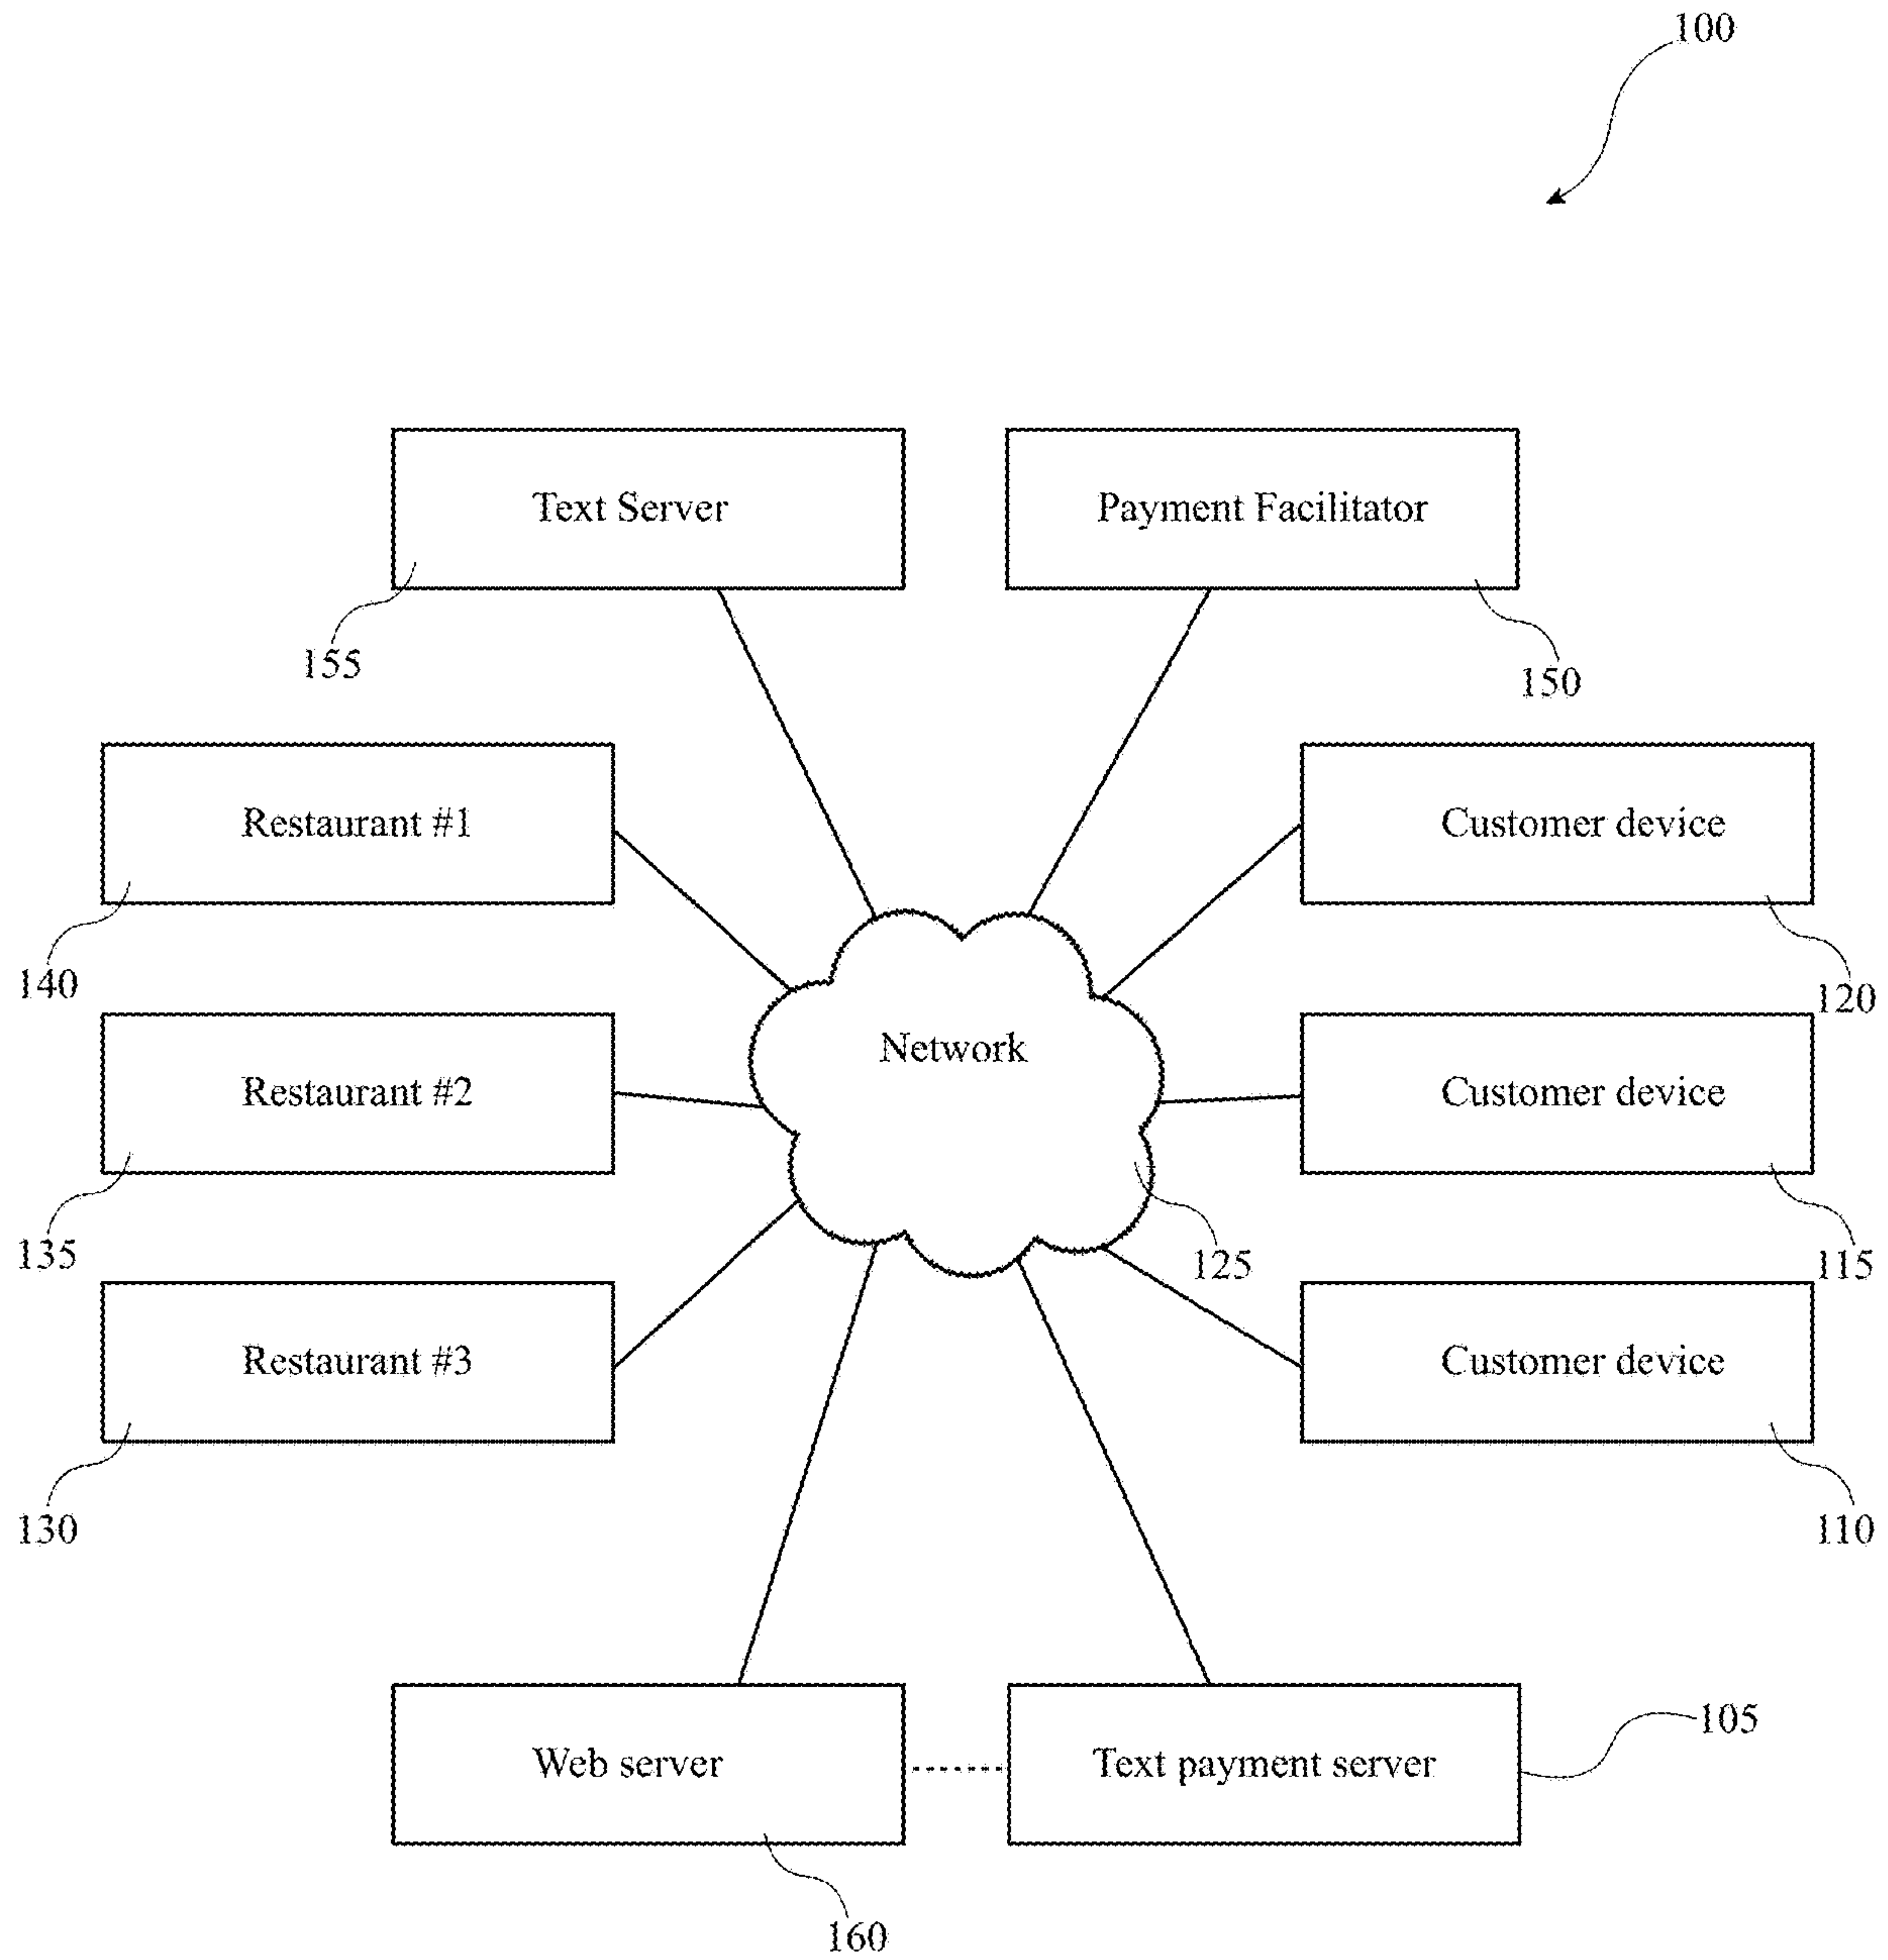 100
Text Server
Payment Facilitator
155
150
Restaurant #1
Customer device
140
120
Network
Restaurant #2
Customer device
135
125
115
Restaurant #3
Customer device
130
110
105
Web server
Text payment server
160